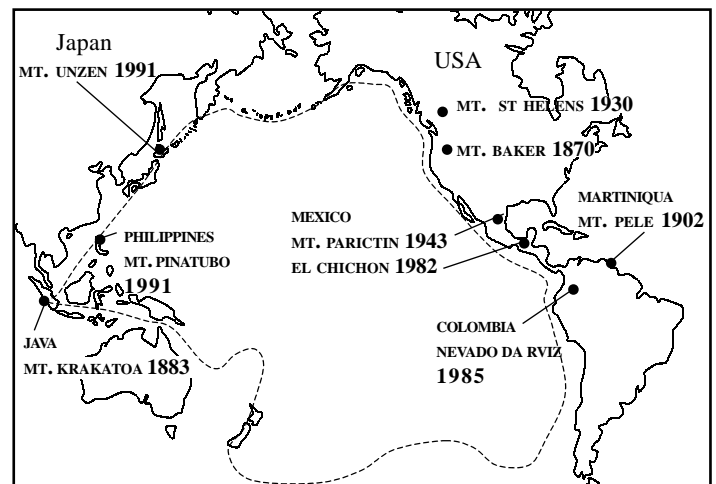 Japan
MT. UNZEN 1991
USA
MT. ST HELENS 1930
MT. BAKER 1870
MARTINIQUA
MT. PELE 1902
MEXICO
MT. PARICTIN 1943
EL CHICHON 1982
PHILIPPINES
MT. PINATUBO
1991
COLOMBIA
NEVADO DA RVIZ
1985
JAVA
MT. KRAKATOA 1883